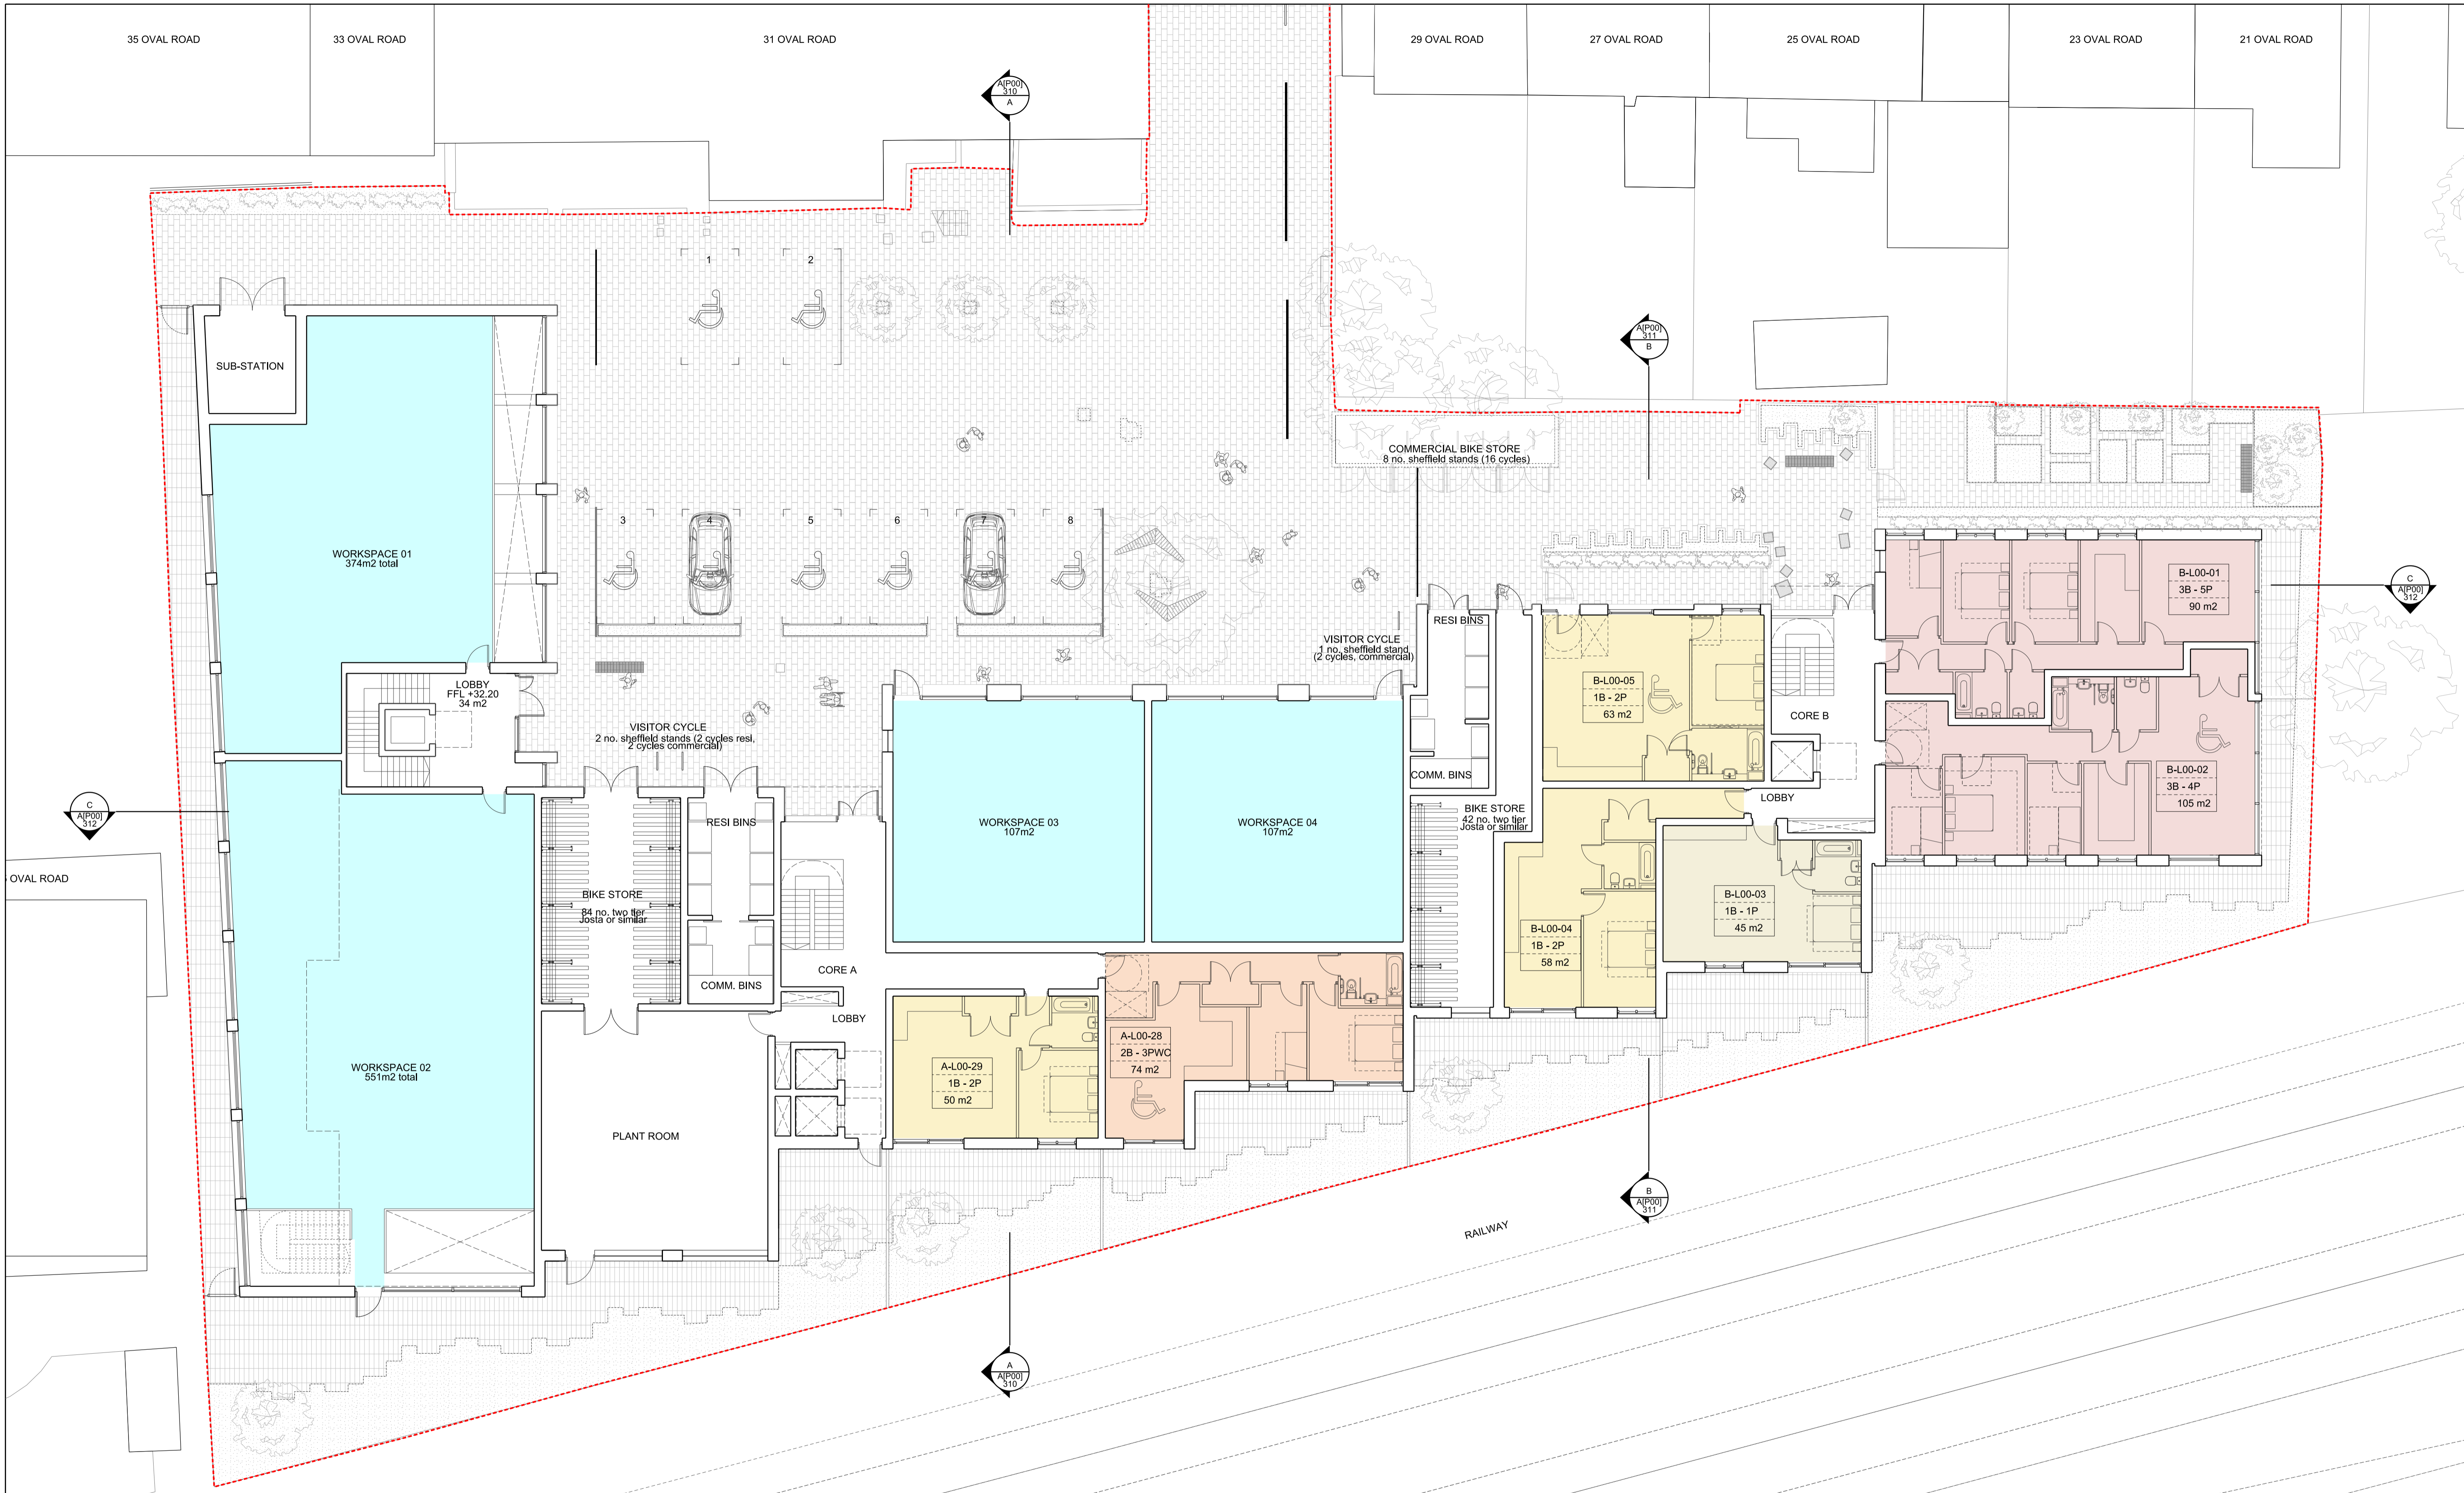 35 OVAL ROAD
33 OVAL ROAD
31 OVAL ROAD
29 OVAL ROAD
27 OVAL ROAD
25 OVAL ROAD
23 OVAL ROAD
21 OVAL ROAD
A[P00]
310
A
1
2
SUB-STATION
A[P00]
311
B
COMMERCIAL BIKE STORE
8 no. sheffield stands (16 cycles)
3
4
5
6
7
8
WORKSPACE 01
374m2 total
B-L00-01
3B - 5P
90 m2
C
A[P00]
312
RESI BINS
VISITOR CYCLE
1 no. sheffield stand
(2 cycles, commercial)
LOBBY
FFL +32.20
34 m2
B-L00-05
1B - 2P
63 m2
CORE B
VISITOR CYCLE
2 no. sheffield stands (2 cycles resi,
2 cycles commercial)
COMM. BINS
B-L00-02
3B - 4P
105 m2
LOBBY
C
A[P00]
312
RESI BINS
WORKSPACE 03
107m2
WORKSPACE 04
107m2
BIKE STORE
42 no. two tier
Josta or similar
OVAL ROAD
BIKE STORE
84 no. two tier
Josta or similar
B-L00-03
1B - 1P
45 m2
B-L00-04
1B - 2P
58 m2
CORE A
COMM. BINS
LOBBY
A-L00-28
2B - 3PWC
74 m2
A-L00-29
1B - 2P
50 m2
WORKSPACE 02
551m2 total
PLANT ROOM
B
A[P00]
311
RAILWAY
A
A[P00]
310